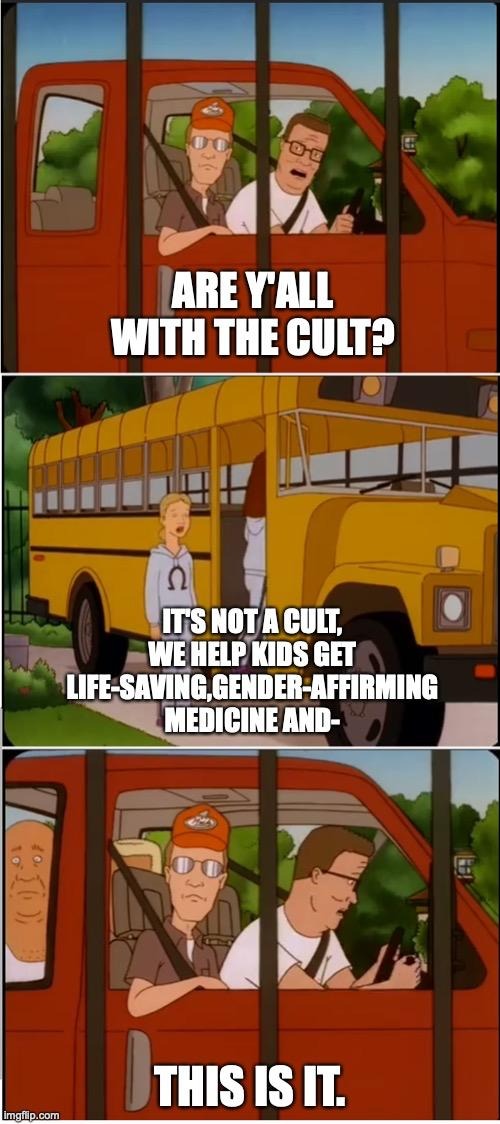 ARE Y'ALL
WITH THE CULT?
Ω
IT'S NOT A CULT,
WE HELP KIDS GET
LIFE-SAVING,GENDER-AFFIRMING
MEDICINE AND-
THIS IS IT.
imgflip.com